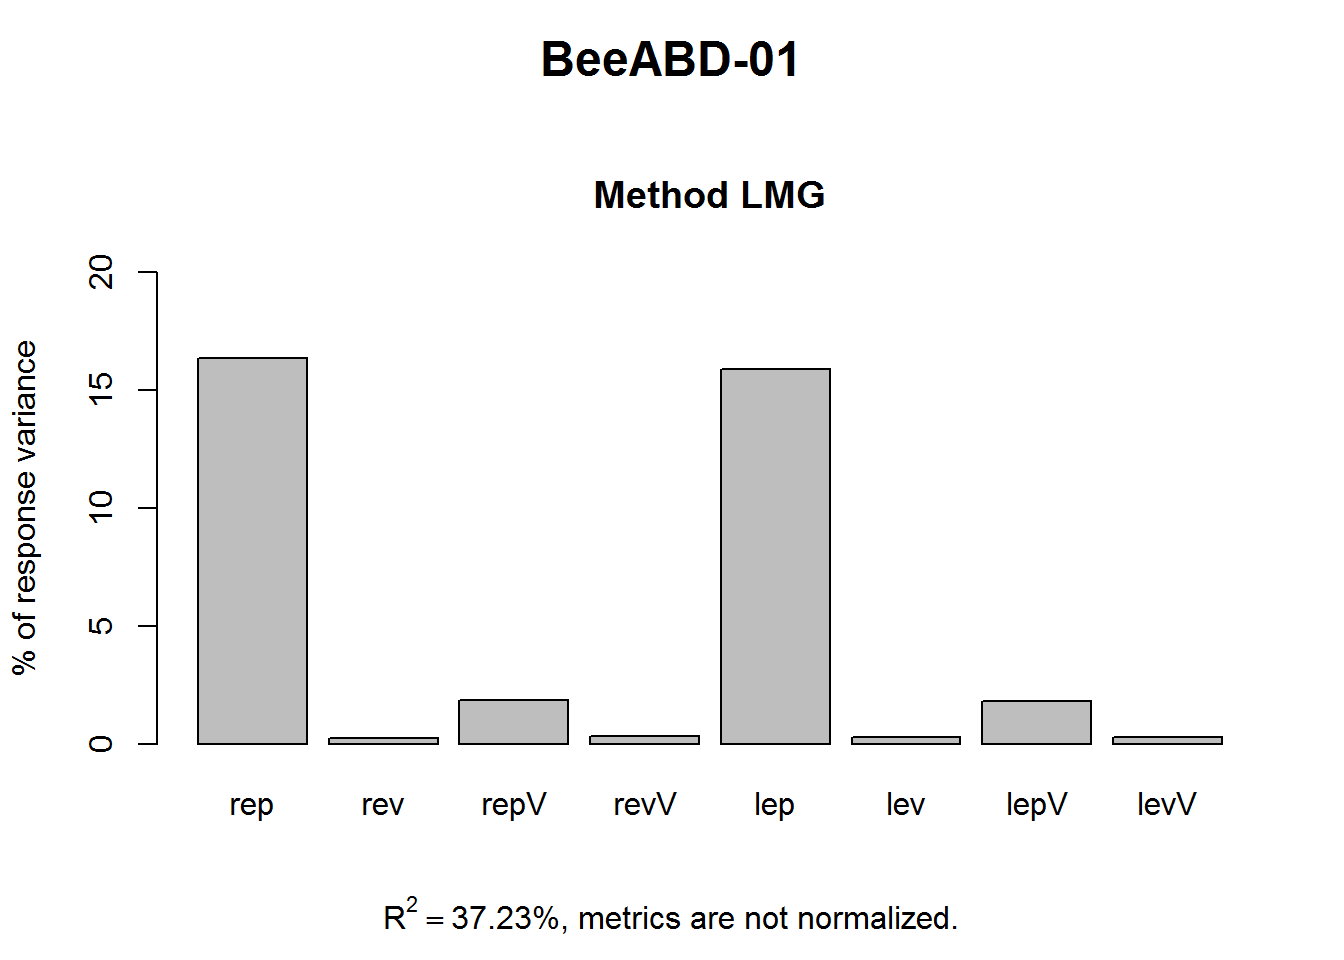 BeeABD-01
Method LMG
% of response variance
20
15
10
5
0
rep rev repV revV lep lev lepV levV
R² = 37.23%, metrics are not normalized.